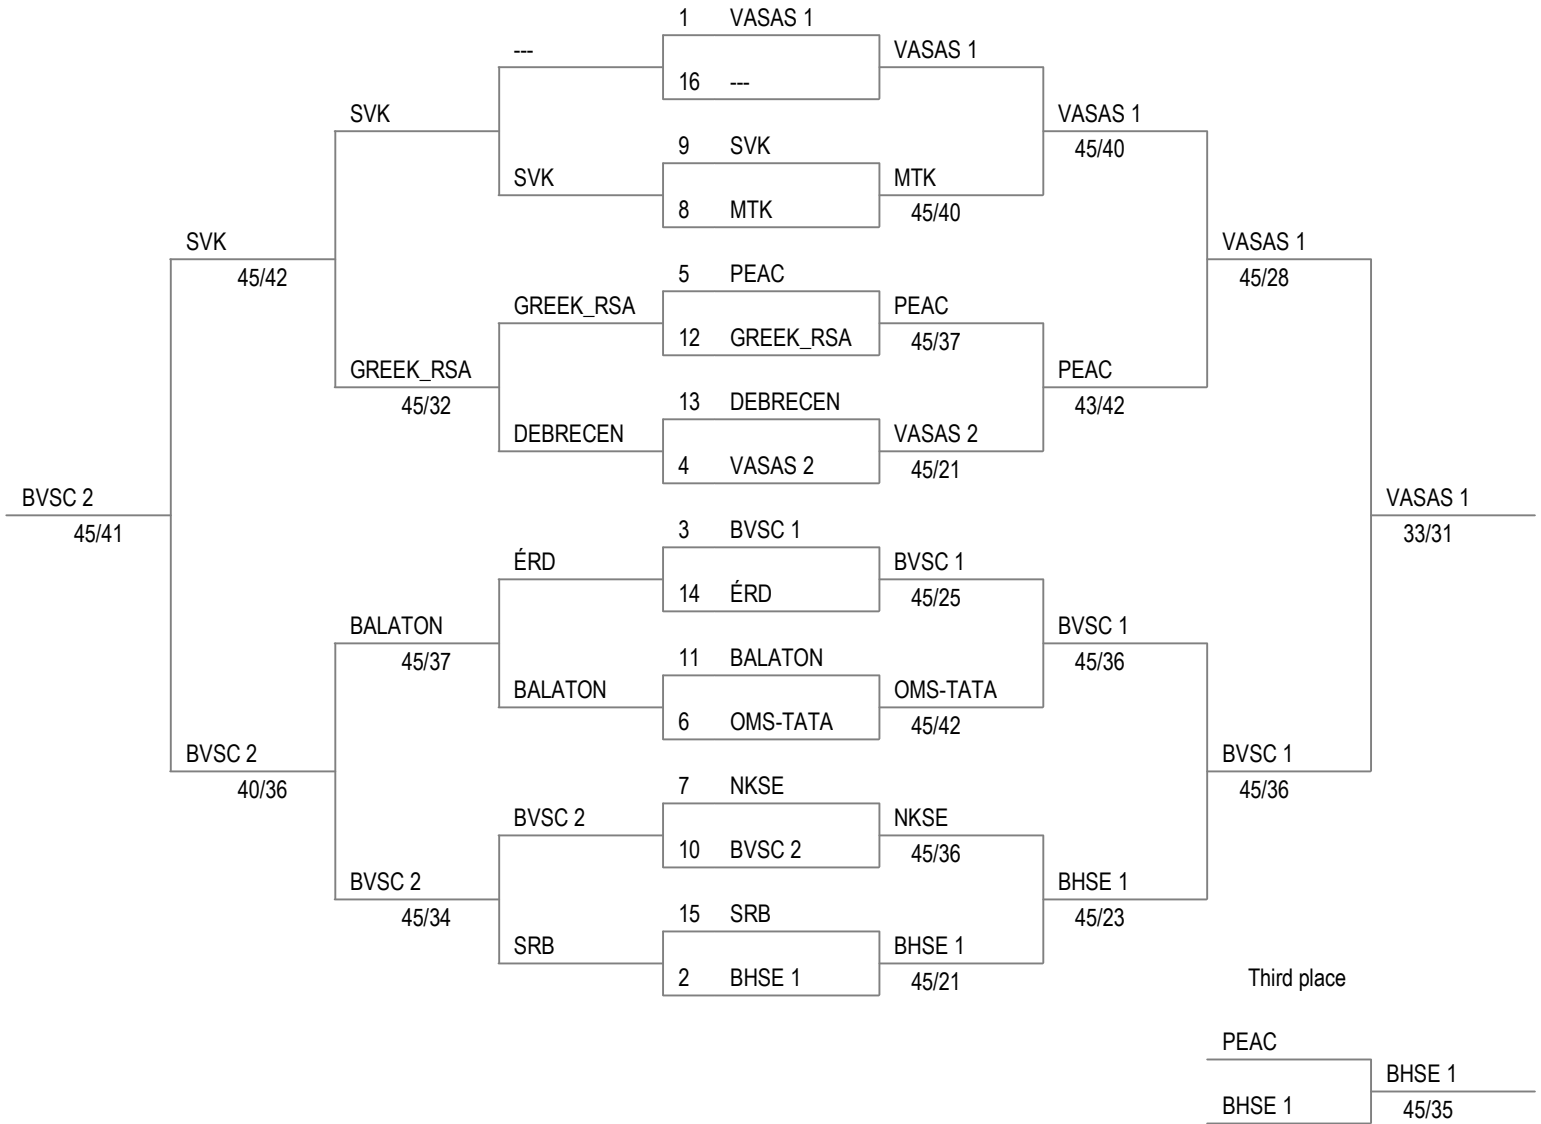 1 VASAS 1
--- VASAS 1
16 ---
SVK VASAS 1
9 SVK 45/40
SVK MTK
8 MTK 45/40
SVK VASAS 1
45/42 5 PEAC 45/28
GREEK_RSA PEAC
12 GREEK_RSA 45/37
GREEK_RSA PEAC
45/32 13 DEBRECEN 43/42
DEBRECEN VASAS 2
4 VASAS 2 45/21
BVSC 2 VASAS 1
45/41 3 BVSC 1 33/31
ÉRD BVSC 1
14 ÉRD 45/25
BALATON BVSC 1
45/37 11 BALATON 45/36
BALATON OMS-TATA
6 OMS-TATA 45/42
BVSC 2 BVSC 1
40/36 7 NKSE 45/36
BVSC 2 NKSE
10 BVSC 2 45/36
BVSC 2 BHSE 1
45/34 15 SRB 45/23
SRB BHSE 1
2 BHSE 1 45/21
Third place
PEAC
BHSE 1
BHSE 1 45/35